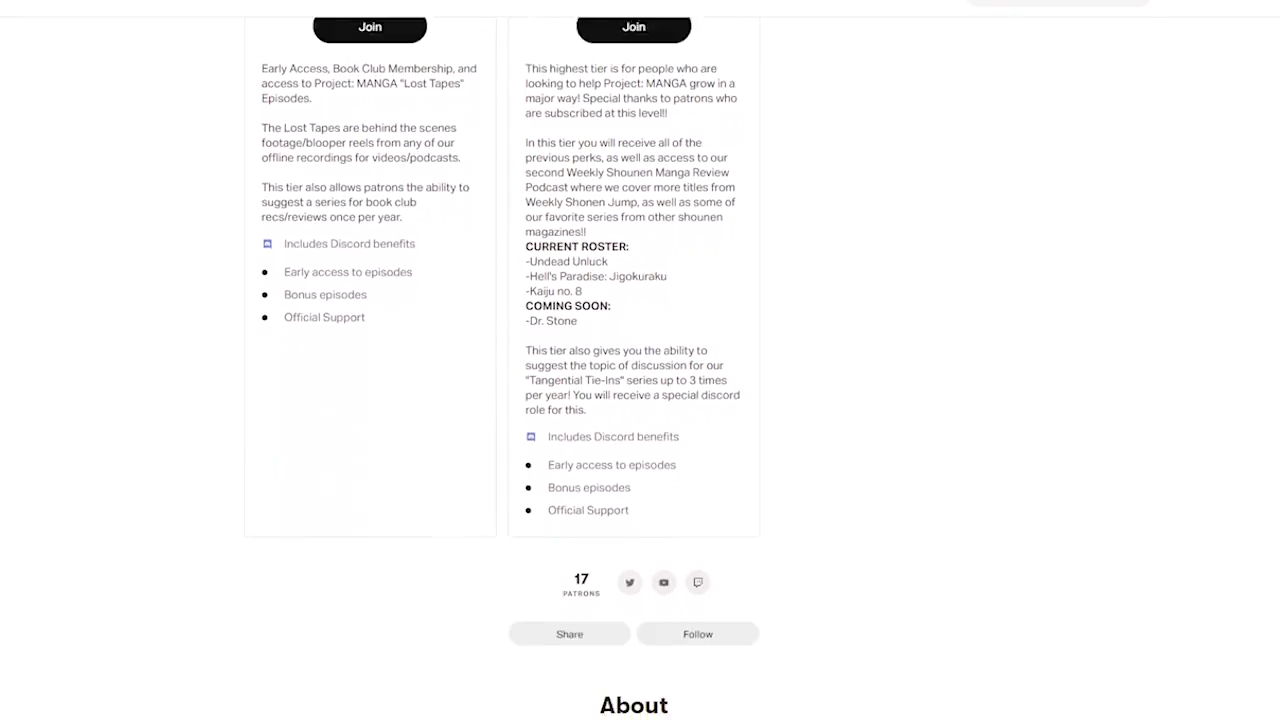 Join
Early Access, Book Club Membership, and
access to Project: MANGA "Lost Tapes"
Episodes.
The Lost Tapes are behind the scenes
footage/blooper reels from any of our
offline recordings for videos/podcasts.
This tier also allows patrons the ability to
suggest a series for book club
recs/reviews once per year.
Includes Discord benefits
Early access to episodes
Bonus episodes
Official Support
Join
This highest tier is for people who are
looking to help Project: MANGA grow in a
major way! Special thanks to patrons who
are subscribed at this level!!
In this tier you will receive all of the
previous perks, as well as access to our
second Weekly Shounen Manga Review
Podcast where we cover more titles from
Weekly Shonen Jump, as well as some of
our favorite series from other shounen
magazines!!
CURRENT ROSTER:
-Undead Unluck
-Hell's Paradise: Jigokuraku
-Kaiju no. 8
COMING SOON:
-Dr. Stone
This tier also gives you the ability to
suggest the topic of discussion for our
"Tangential Tie-Ins" series up to 3 times
per year! You will receive a special discord
role for this.
Includes Discord benefits
Early access to episodes
Bonus episodes
Official Support
17
PATRONS
Share
Follow
About